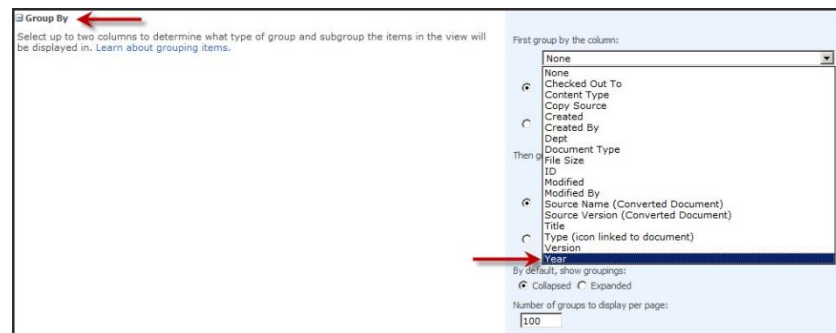 Group By
Select up to two columns to determine what type of group and subgroup the items in the view will
be displayed in. Learn about grouping items.
First group by the column:
None
None
Checked Out To
Content Type
Copy Source
Created
Created By
Dept
Document Type
Then g
File Size
ID
Modified
Modified By
Source Name (Converted Document)
Source Version (Converted Document)
Title
Type (icon linked to document)
Version
Year
By default, show groupings:
Collapsed Expanded
Number of groups to display per page:
100